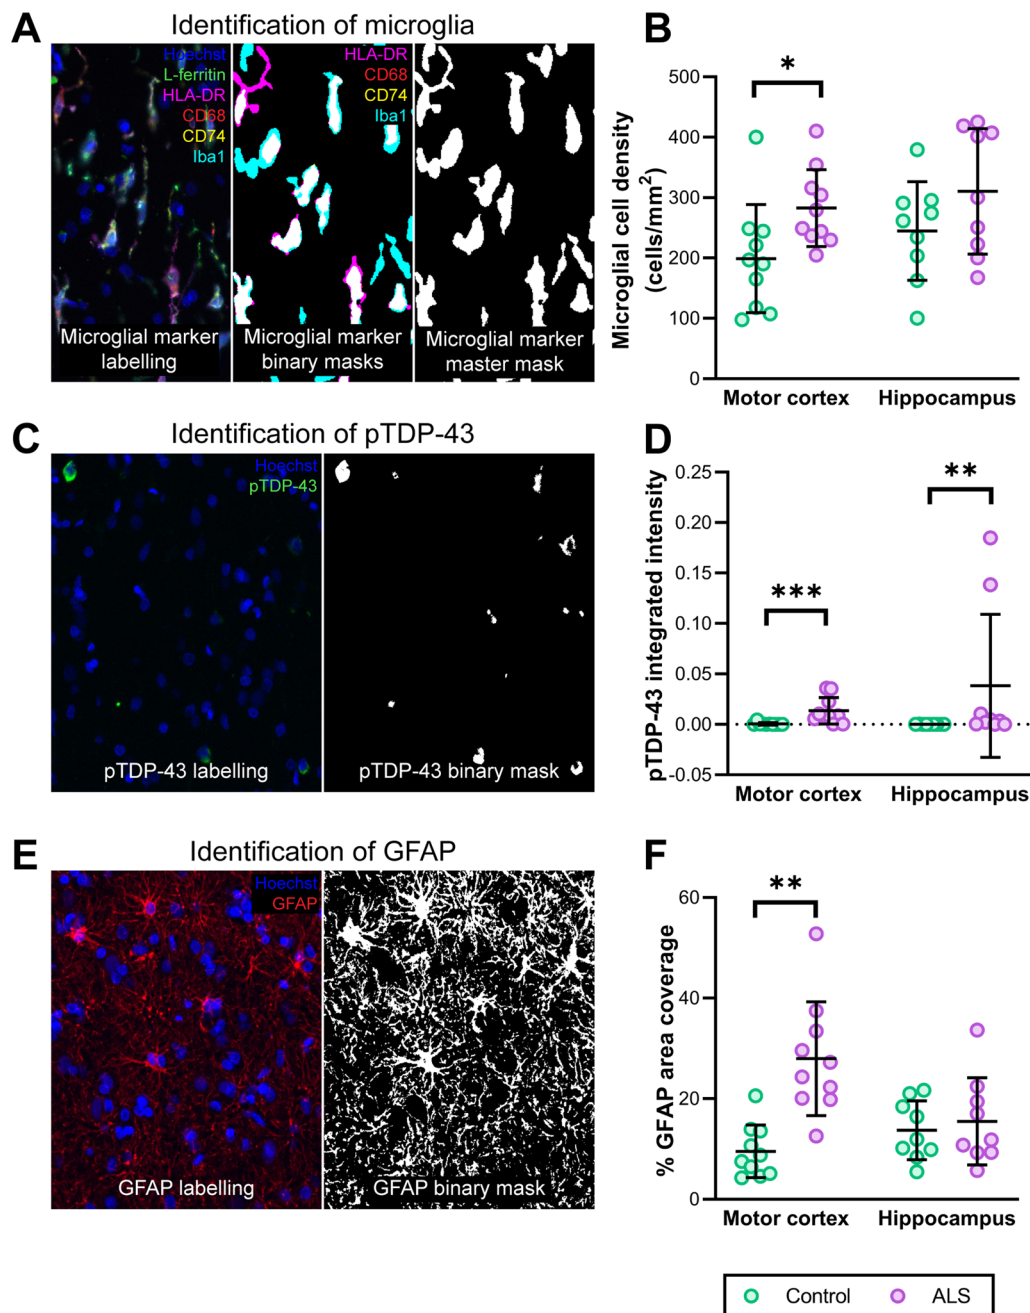 A
Identification of microglia
Hoechst
L-ferritin
HLA-DR
CD68
CD74
Iba1
Microglial marker
labelling
HLA-DR
CD68
CD74
Iba1
Microglial marker
binary masks
Microglial marker
master mask
B
Microglial cell density
(cells/mm²)
500
400
300
200
100
0
*
Motor cortex
Hippocampus
C
Identification of pTDP-43
Hoechst
pTDP-43
pTDP-43 labelling
pTDP-43 binary mask
D
pTDP-43 integrated intensity
0.25
0.20
0.15
0.10
0.05
0.00
-0.05
***
**
Motor cortex
Hippocampus
E
Identification of GFAP
Hoechst
GFAP
GFAP labelling
GFAP binary mask
F
% GFAP area coverage
60
40
20
0
**
Motor cortex
Hippocampus
Control
ALS